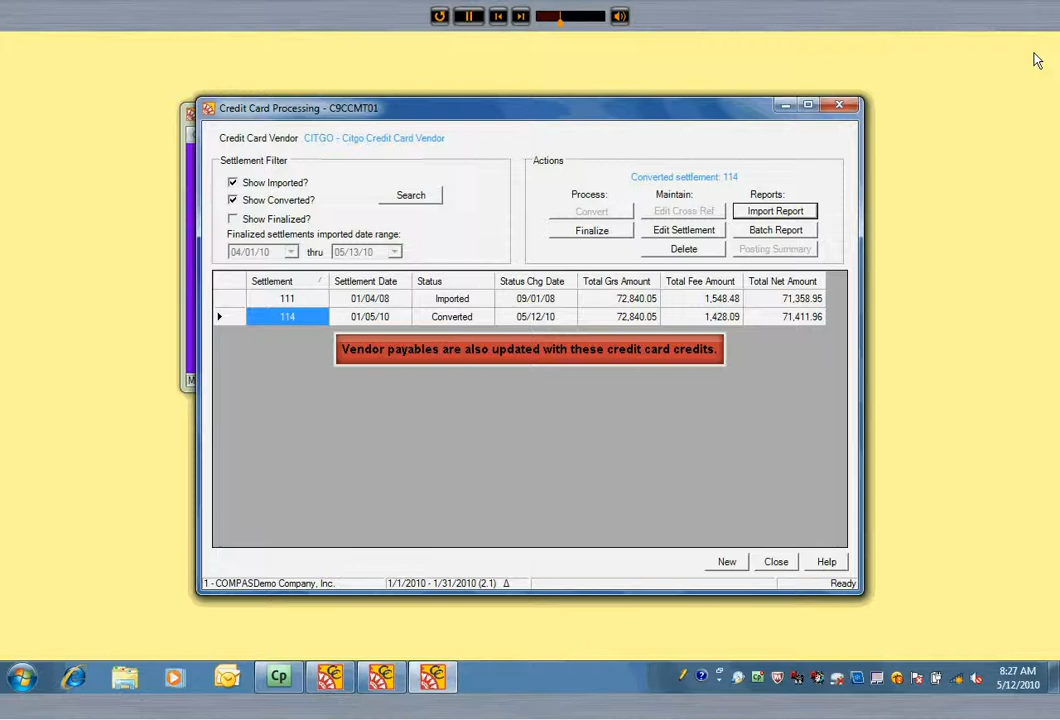 Credit Card Processing - C9CCMT01
Credit Card Vendor CITGO - Citgo Credit Card Vendor
Settlement Filter
Show Imported?
Show Converted?
Show Finalized?
Search
Finalized settlements imported date range:
04/01/10 thru 05/13/10
Actions
Converted settlement: 114
Process: Maintain: Reports:
Convert Edit Cross Ref Import Report
Finalize Edit Settlement Batch Report
Delete Posting Summary
Settlement Settlement Date Status Status Chg Date Total Grs Amount Total Fee Amount Total Net Amount
111 01/04/08 Imported 09/01/08 72,840.05 1,548.48 71,358.95
114 01/05/10 Converted 05/12/10 72,840.05 1,428.09 71,411.96
Vendor payables are also updated with these credit card credits.
New Close Help
1 - COMPASDemo Company, Inc. 1/1/2010 - 1/31/2010 (2.1) Δ Ready
Cp
8:27 AM
5/12/2010